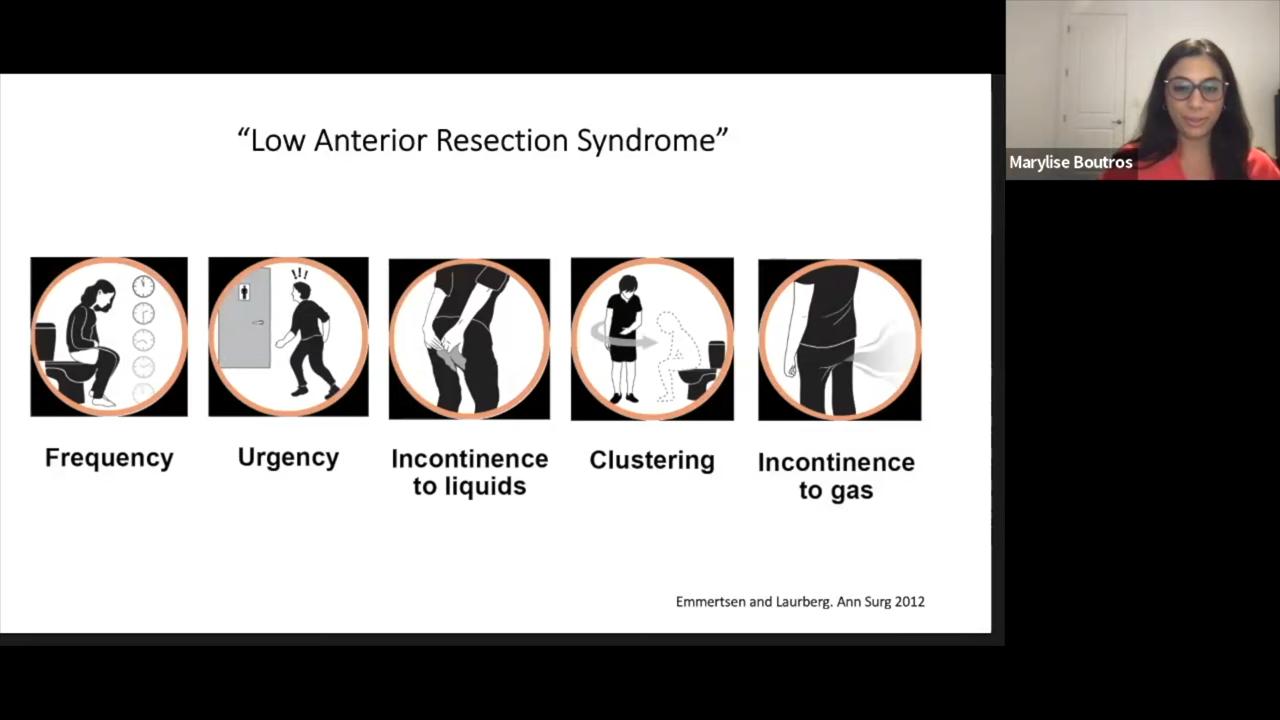 “Low Anterior Resection Syndrome”
Marylise Boutros
!!!
Frequency
Urgency
Incontinence
to liquids
Clustering
Incontinence
to gas
Emmertsen and Laurberg. Ann Surg 2012